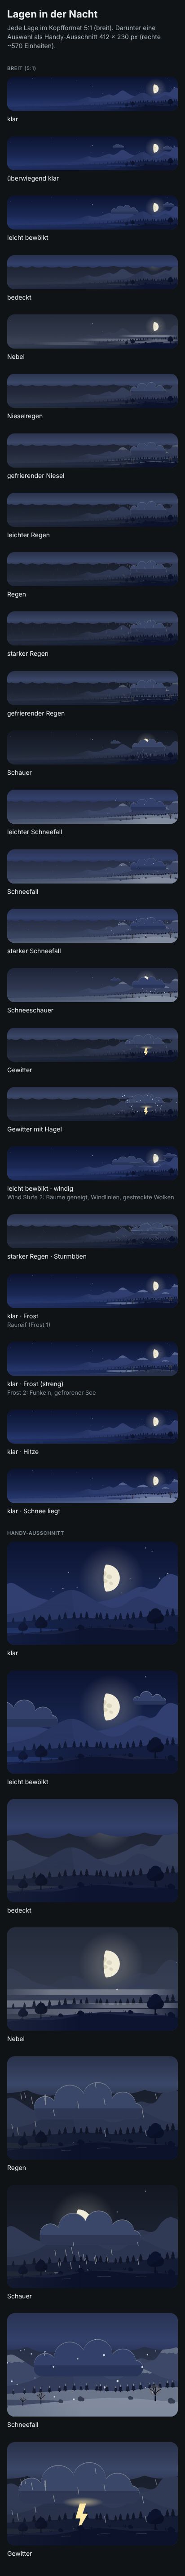 Lagen in der Nacht
Jede Lage im Kopfformat 5:1 (breit). Darunter eine
Auswahl als Handy-Ausschnitt 412 × 230 px (rechte
~570 Einheiten).
BREIT (5:1)
klar
überwiegend klar
leicht bewölkt
bedeckt
Nebel
Nieselregen
gefrierender Niesel
leichter Regen
Regen
starker Regen
gefrierender Regen
Schauer
leichter Schneefall
Schneefall
starker Schneefall
Schneeschauer
Gewitter
Gewitter mit Hagel
leicht bewölkt · windig
Wind Stufe 2: Bäume geneigt, Windlinien, gestreckte Wolken
starker Regen · Sturmböen
klar · Frost
Raureif (Frost 1)
klar · Frost (streng)
Frost 2: Funkeln, gefrorener See
klar · Hitze
klar · Schnee liegt
HANDY-AUSSCHNITT
klar
leicht bewölkt
bedeckt
Nebel
Regen
Schauer
Schneefall
Gewitter